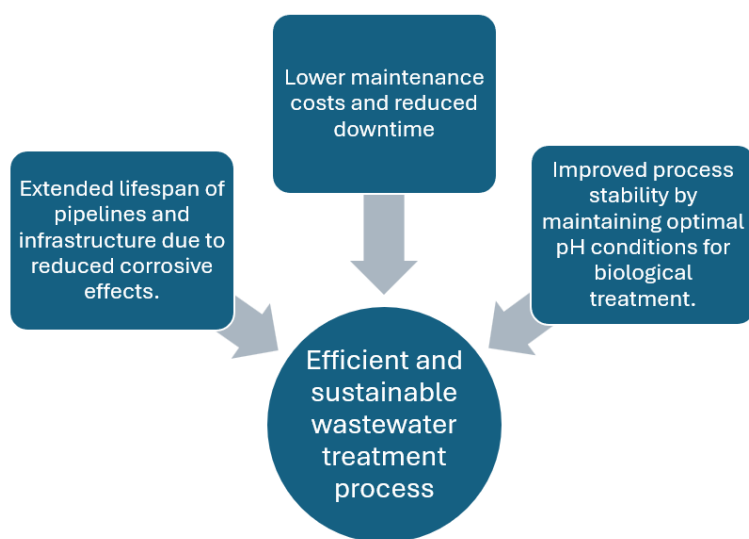 Lower maintenance
costs and reduced
downtime
Extended lifespan of
pipelines and
infrastructure due to
reduced corrosive
effects.
Improved process
stability by
maintaining optimal
pH conditions for
biological
treatment.
Efficient and
sustainable
wastewater
treatment
process